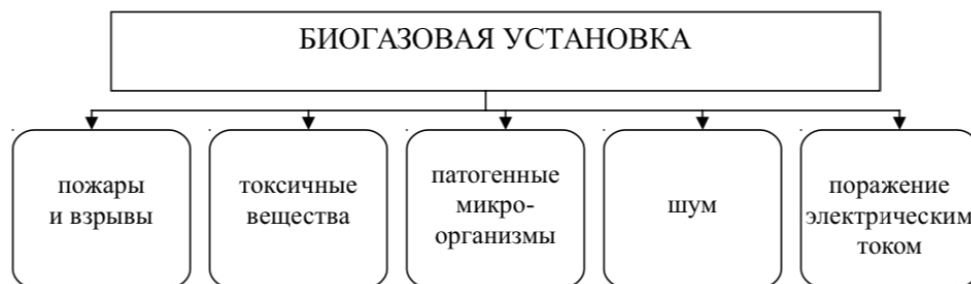 БИОГАЗОВАЯ УСТАНОВКА
пожары
и взрывы
токсичные
вещества
патогенные
микро-
организмы
шум
поражение
электрическим
током